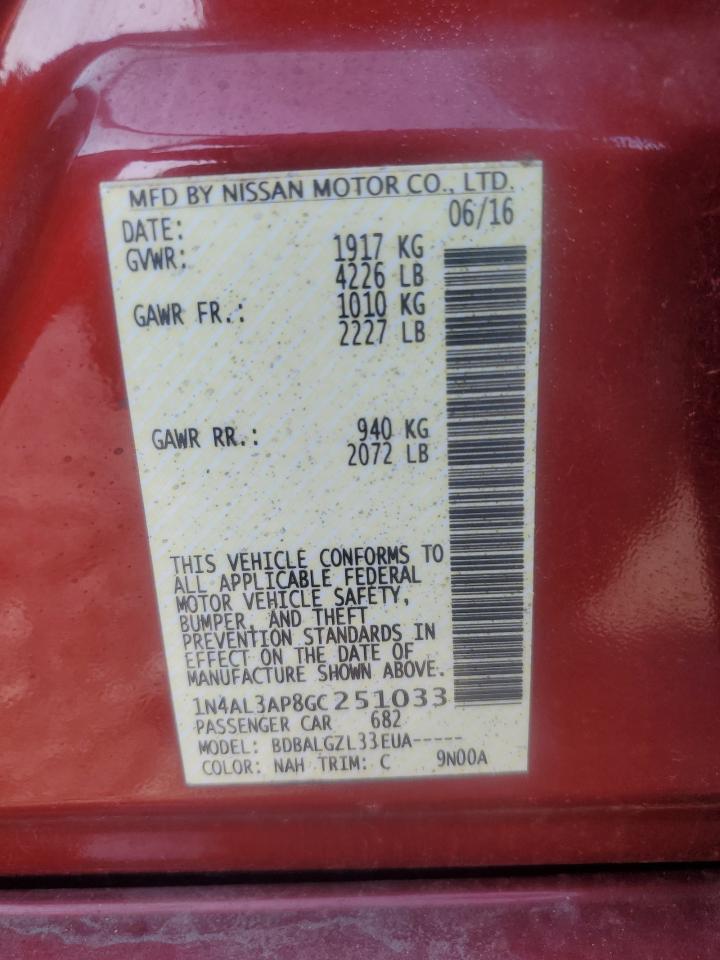 MFD BY NISSAN MOTOR CO., LTD.
DATE: 06/16
GVWR: 1917 KG
4226 LB
GAWR FR.: 1010 KG
2227 LB
GAWR RR.: 940 KG
2072 LB
THIS VEHICLE CONFORMS TO
ALL APPLICABLE FEDERAL
MOTOR VEHICLE SAFETY,
BUMPER, AND THEFT
PREVENTION STANDARDS IN
EFFECT ON THE DATE OF
MANUFACTURE SHOWN ABOVE.
1N4AL3AP8GC251033
PASSENGER CAR 682
MODEL: BDBALGZL33EUA-----
COLOR: NAH TRIM: C 9N00A